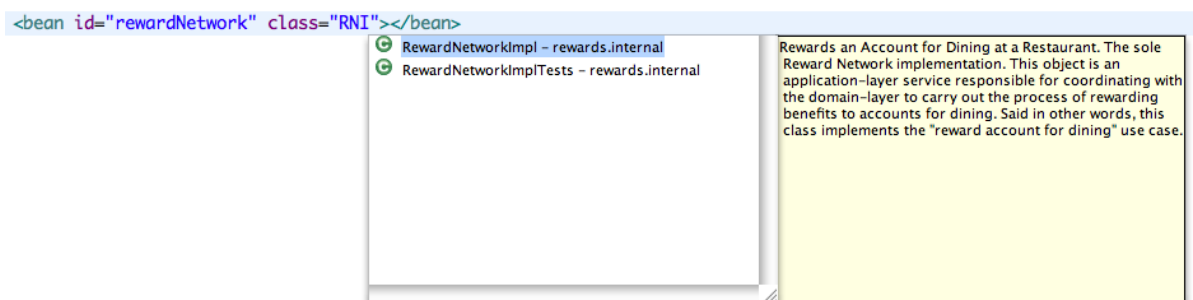 <bean id="rewardNetwork" class="RNI"></bean>
RewardNetworkImpl – rewards.internal
RewardNetworkImplTests – rewards.internal
Rewards an Account for Dining at a Restaurant. The sole
Reward Network implementation. This object is an
application-layer service responsible for coordinating with
the domain-layer to carry out the process of rewarding
benefits to accounts for dining. Said in other words, this
class implements the "reward account for dining" use case.